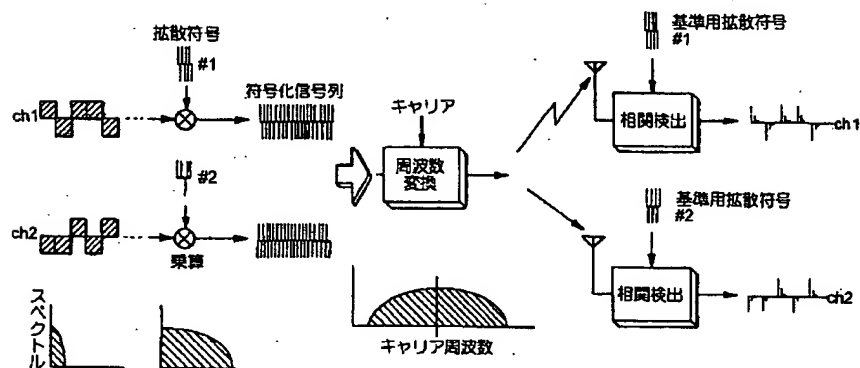 拡散符号
#1
符号化信号列
ch1
#2
ch2
乗算
キャリア
周波数
変換
基準用拡散符号
#1
相関検出
ch1
基準用拡散符号
#2
相関検出
ch2
スペクトル
キャリア周波数